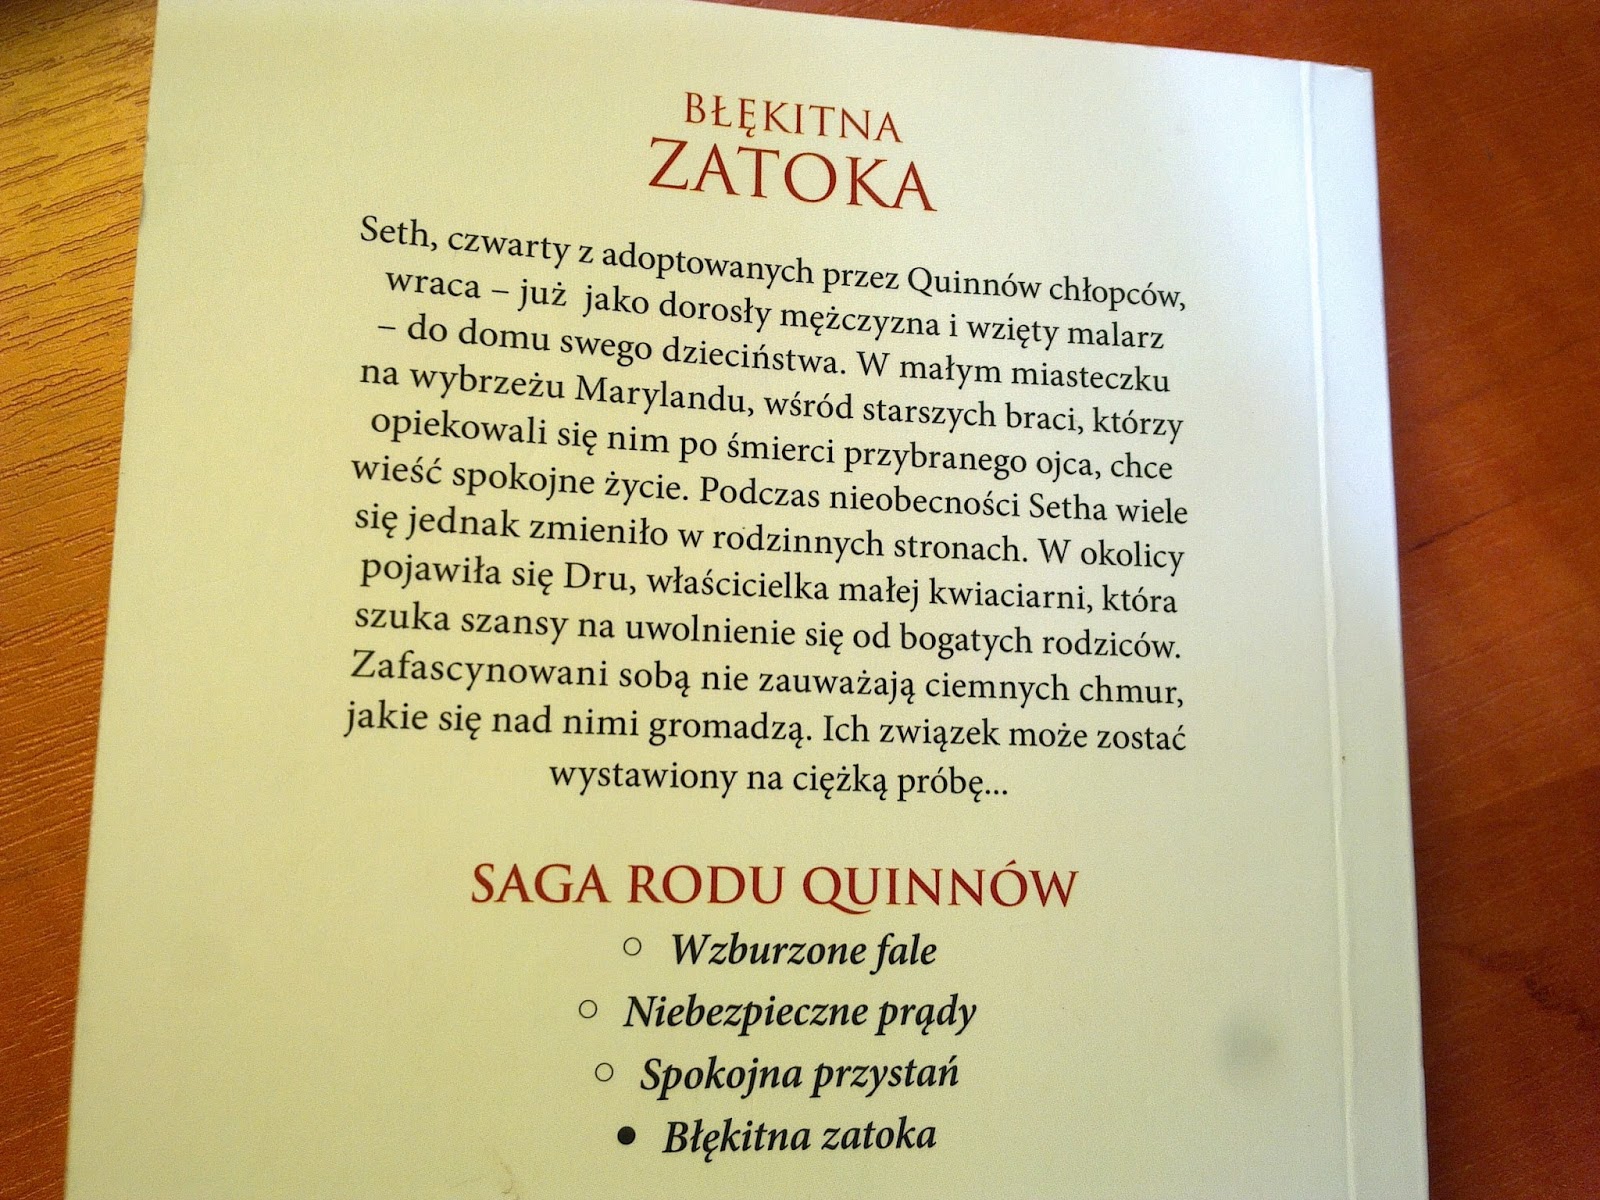 BŁĘKITNA
ZATOKA
Seth, czwarty z adoptowanych przez Quinnów chłopców,
wraca – już jako dorosły mężczyzna i wzięty malarz
– do domu swego dzieciństwa. W małym miasteczku
na wybrzeżu Marylandu, wśród starszych braci, którzy
opiekowali się nim po śmierci przybranego ojca, chce
wieść spokojne życie. Podczas nieobecności Setha wiele
się jednak zmieniło w rodzinnych stronach. W okolicy
pojawiła się Dru, właścicielka małej kwiaciarni, która
szuka szansy na uwolnienie się od bogatych rodziców.
Zafascynowani sobą nie zauważają ciemnych chmur,
jakie się nad nimi gromadzą. Ich związek może zostać
wystawiony na ciężką próbę...
SAGA RODU QUINNÓW
○ Wzburzone fale
○ Niebezpieczne prądy
○ Spokojna przystań
● Błękitna zatoka